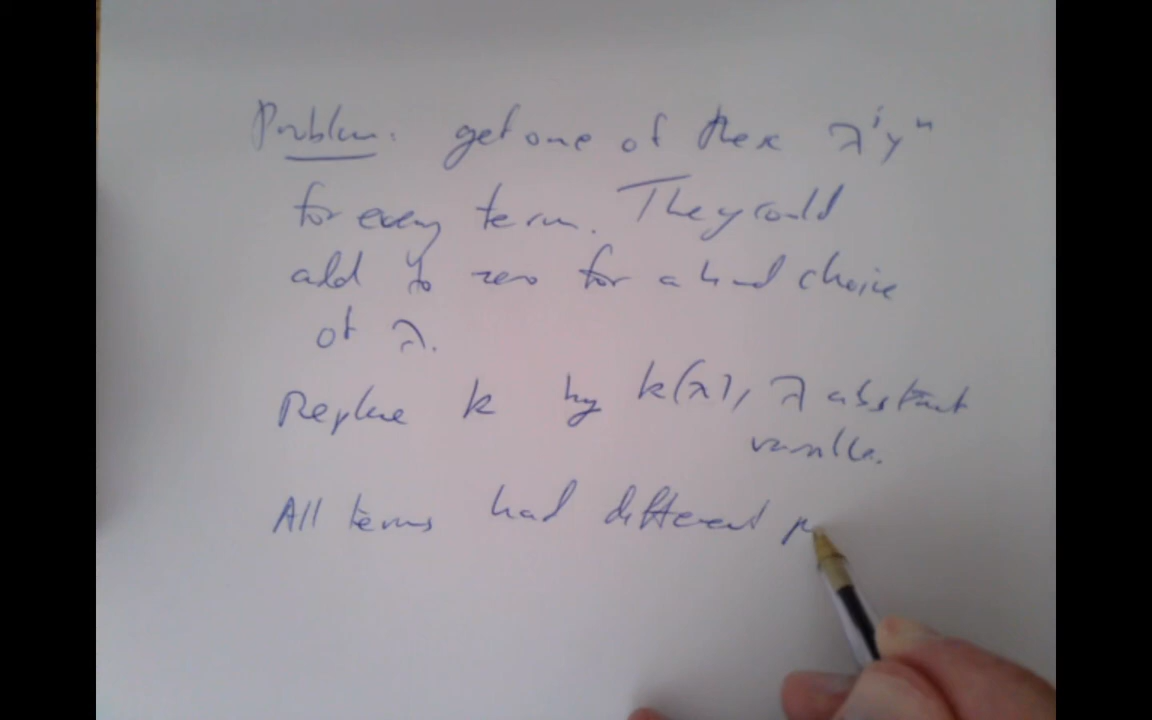 Problem: get one of these λ^i y^n
for every term. They could
add to zero for a bad choice
of λ.
Replace k by k(λ), λ abstract
variable.
All terms had different